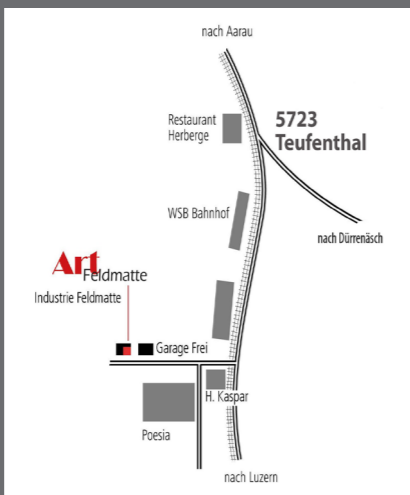 nach Aarau
5723
Teufenthal
Restaurant
Herberge
WSB Bahnhof
nach Dürrenäsch
Art
Feldmatte
Industrie Feldmatte
Garage Frei
H. Kaspar
Poesia
nach Luzern